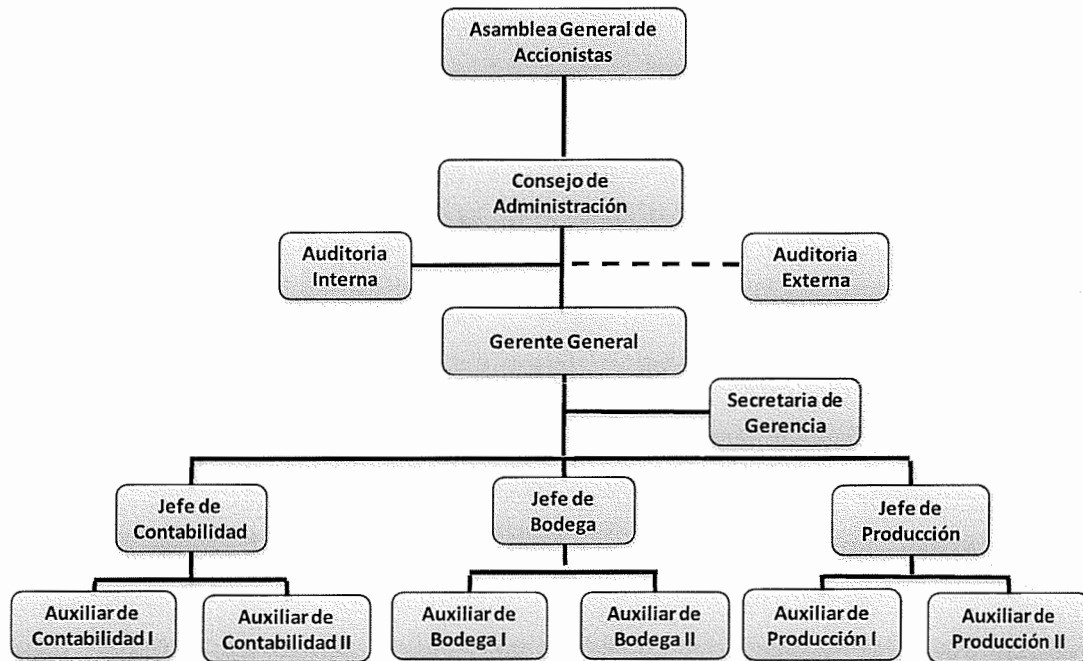 Asamblea General de
Accionistas
Consejo de
Administración
Auditoria
Interna
Auditoria
Externa
Gerente General
Secretaria de
Gerencia
Jefe de
Contabilidad
Jefe de
Bodega
Jefe de
Producción
Auxiliar de
Contabilidad I
Auxiliar de
Contabilidad II
Auxiliar de
Bodega I
Auxiliar de
Bodega II
Auxiliar de
Producción I
Auxiliar de
Producción II